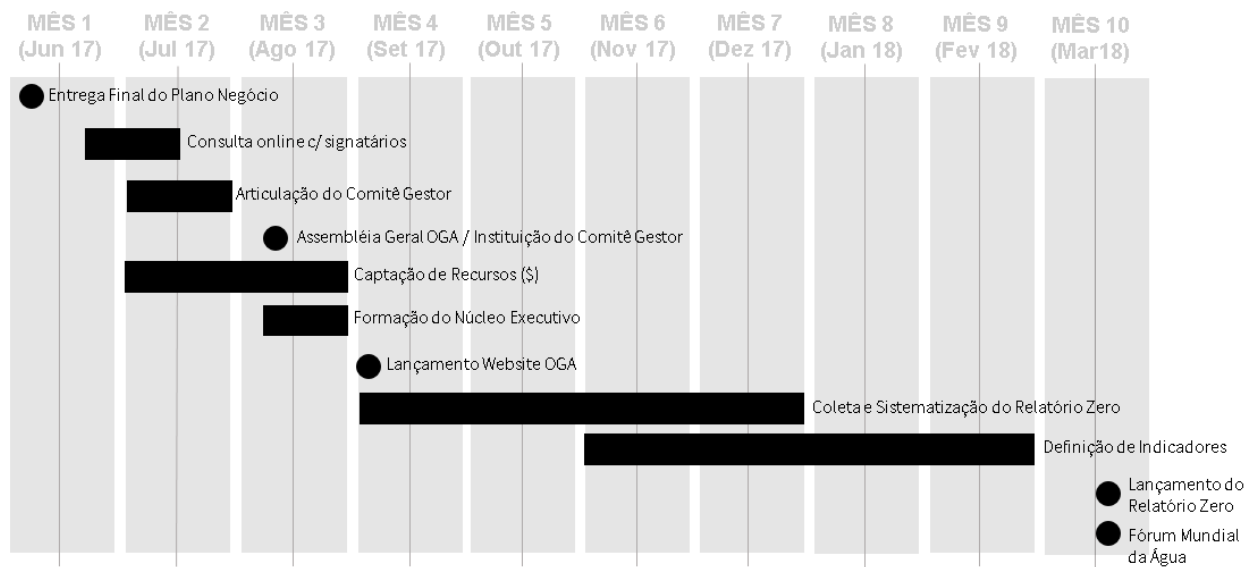 MÊS 1 MÊS 2 MÊS 3 MÊS 4 MÊS 5 MÊS 6 MÊS 7 MÊS 8 MÊS 9 MÊS 10
(Jun 17) (Jul 17) (Ago 17) (Set 17) (Out 17) (Nov 17) (Dez 17) (Jan 18) (Fev 18) (Mar18)
Entrega Final do Plano Negócio
Consulta online c/ signatários
Articulação do Comitê Gestor
Assembléia Geral OGA / Instituição do Comitê Gestor
Captação de Recursos ($)
Formação do Núcleo Executivo
Lançamento Website OGA
Coleta e Sistematização do Relatório Zero
Definição de Indicadores
Lançamento do
Relatório Zero
Fórum Mundial
da Água